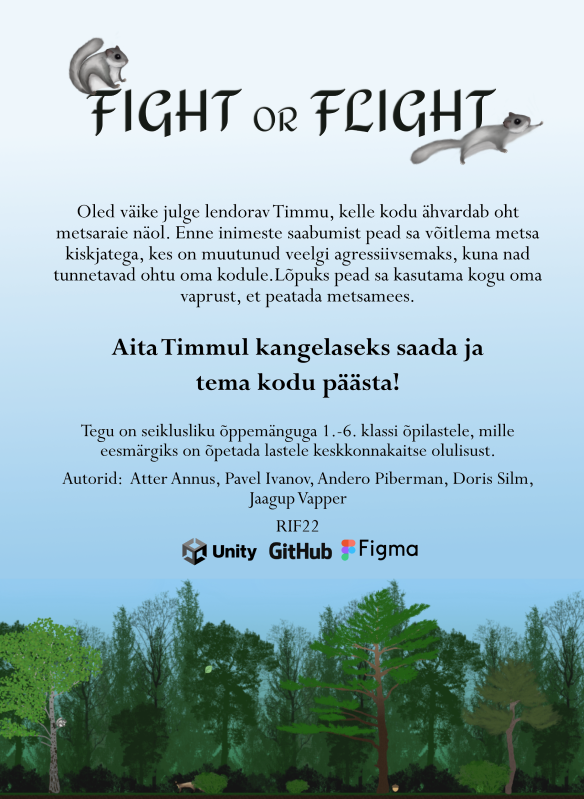 FIGHT OR FLIGHT
Oled väike julge lendorav Timmu, kelle kodu ähvardab oht
metsaraie näol. Enne inimeste saabumist pead sa võitlema metsa
kiskjatega, kes on muutunud veelgi agressiivsemaks, kuna nad
tunnetavad ohtu oma kodule.Lõpuks pead sa kasutama kogu oma
vaprust, et peatada metsamees.
Aita Timmul kangelaseks saada ja
tema kodu päästa!
Tegu on seiklusliku õppemänguga 1.-6. klassi õpilastele, mille
eesmärgiks on õpetada lastele keskkonnakaitse olulisust.
Autorid: Atter Annus, Pavel Ivanov, Andero Piberman, Doris Silm,
Jaagup Vapper
RIF22
Unity GitHub Figma